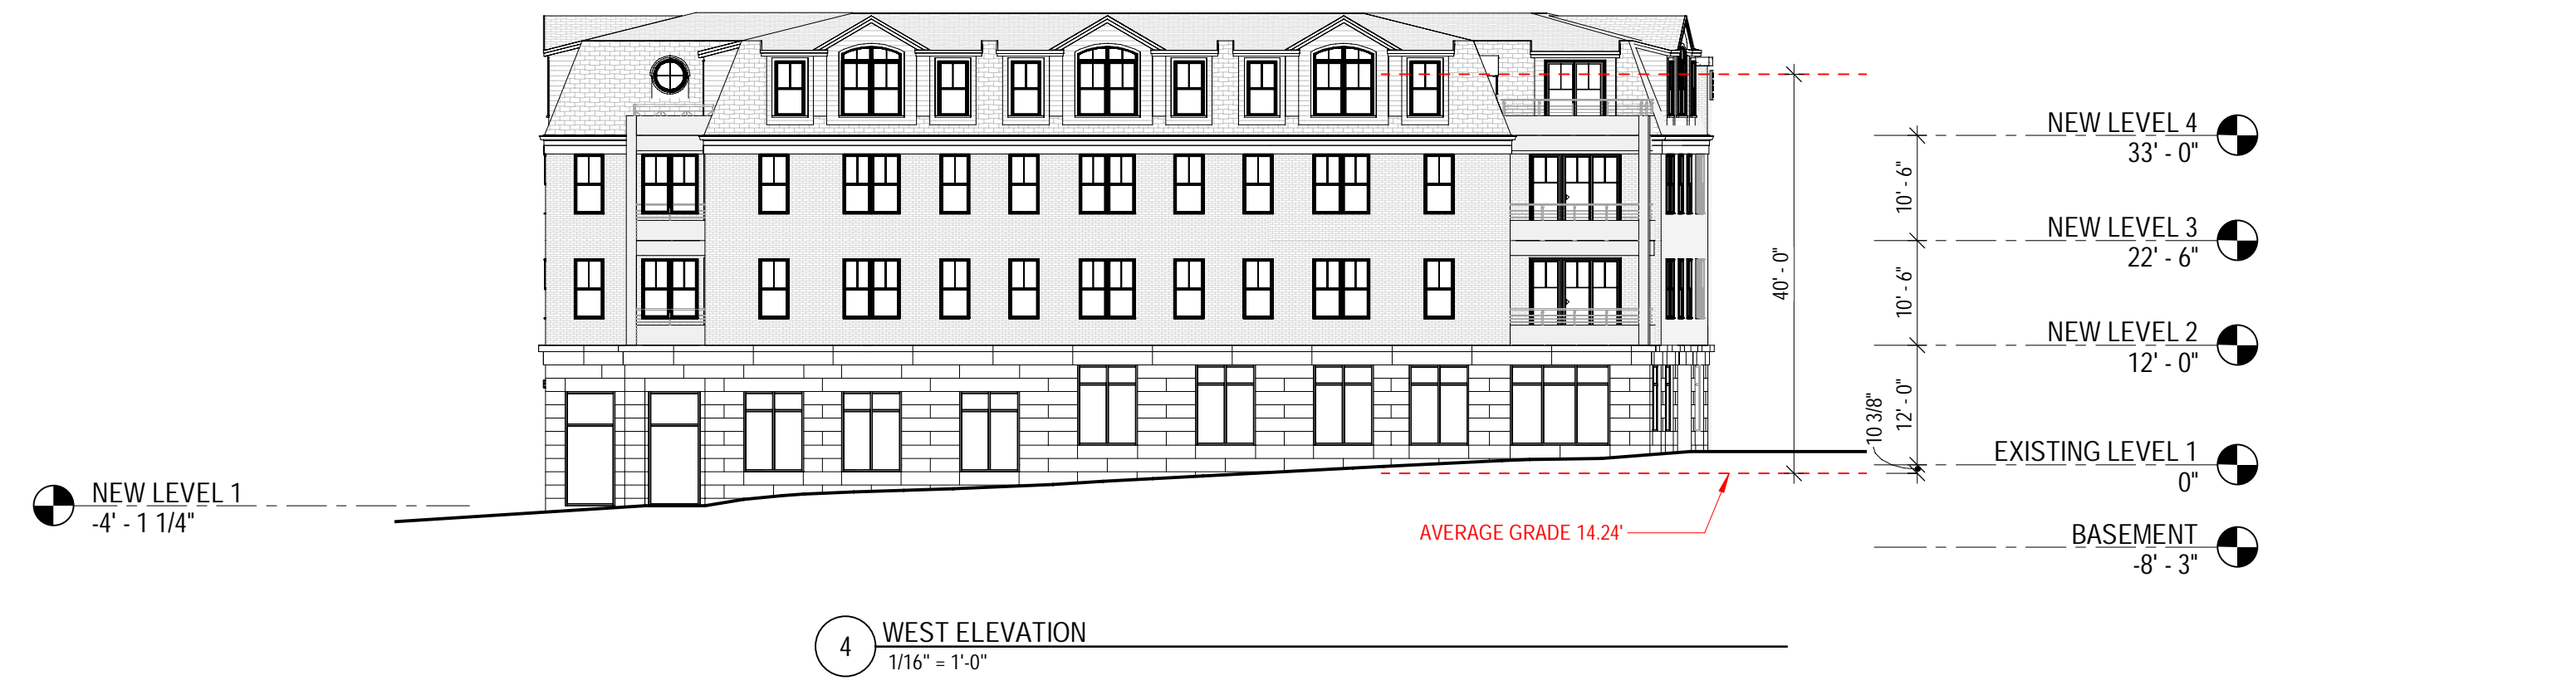 NEW LEVEL 4
33' - 0"
10' - 6"
NEW LEVEL 3
22' - 6"
40' - 0"
10' - 6"
NEW LEVEL 2
12' - 0"
10 3/8"
12' - 0"
EXISTING LEVEL 1
0"
NEW LEVEL 1
-4' - 1 1/4"
AVERAGE GRADE 14.24'
BASEMENT
-8' - 3"
4
WEST ELEVATION
1/16" = 1'-0"